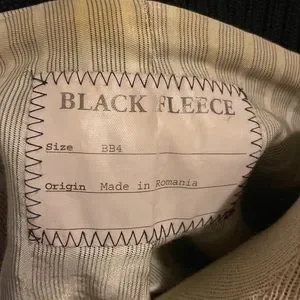 BLACK FLEECE
Size BB4
Origin Made in Romania